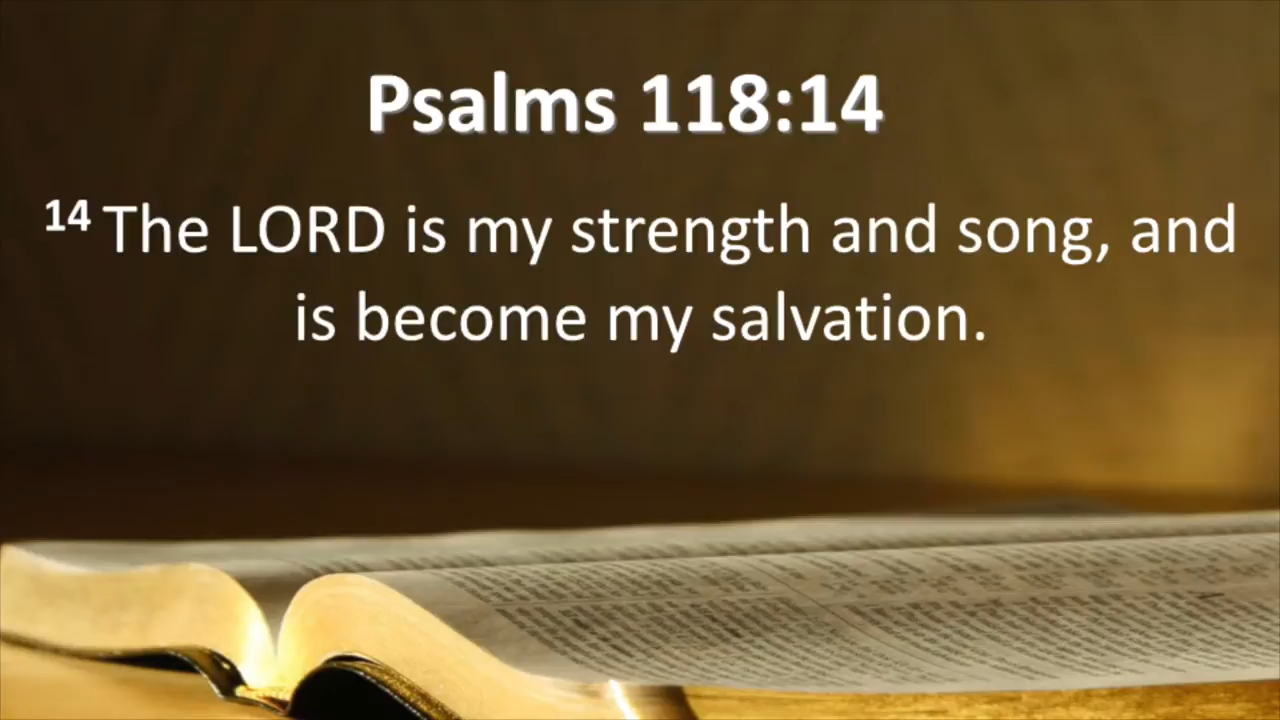 Psalms 118:14
14 The LORD is my strength and song, and
is become my salvation.